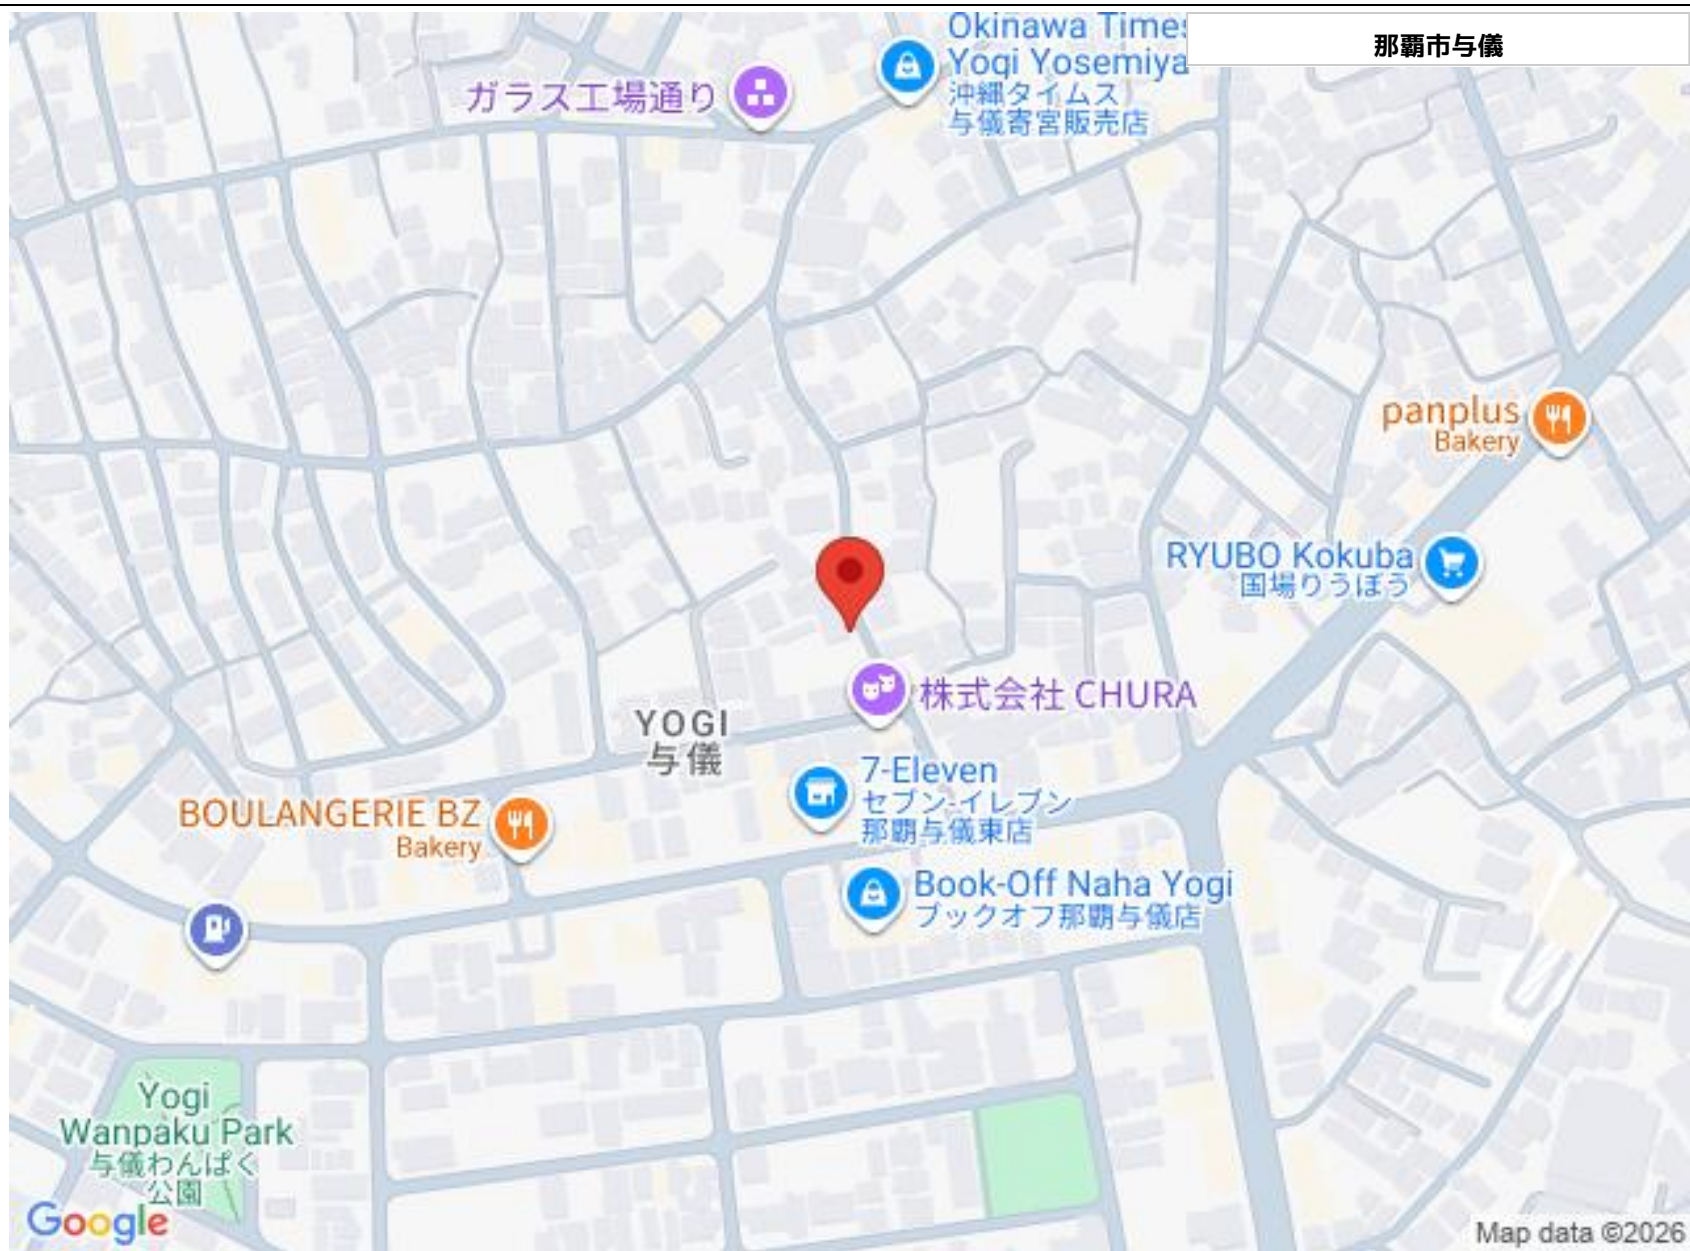 Okinawa Times
Yogi Yosemiya
沖縄タイムス
与儀寄宮販売店
那覇市与儀
ガラス工場通り
panplus
Bakery
RYUBO Kokuba
国場りうぼう
株式会社 CHURA
YOGI
与儀
7-Eleven
セブン-イレブン
那覇与儀東店
BOULANGERIE BZ
Bakery
Book-Off Naha Yogi
ブックオフ那覇与儀店
Yogi
Wanpaku Park
与儀わんぱく
公園
Google
Map data ©2026